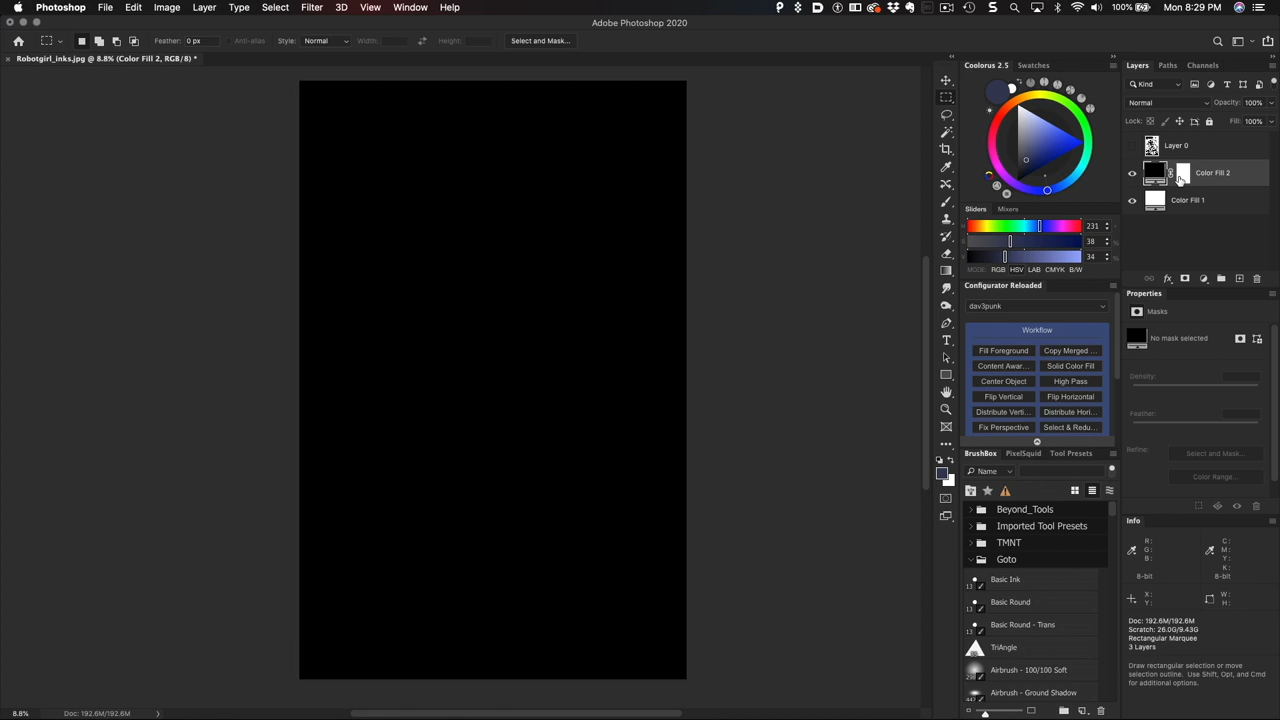 Photoshop File Edit Image Layer Type Select Filter 3D View Window Help 100% Mon 8:29 PM
Adobe Photoshop 2020
Feather: 0 px Anti-alias Style: Normal Width: Height: Select and Mask...
Robotgirl_inks.jpg @ 8.8% (Color Fill 2, RGB/8) *
Coolorus 2.5 Swatches
Sliders Mixers
231
38
34
MODE: RGB HSV LAB CMYK B/W
Configurator Reloaded
dav3punk
Workflow
Fill Foreground Copy Merged ...
Content Awar... Solid Color Fill
Center Object High Pass
Flip Vertical Flip Horizontal
Distribute Verti... Distribute Hori...
Fix Perspective Select & Redu...
BrushBox PixelSquid Tool Presets
Name
Beyond_Tools
Imported Tool Presets
TMNT
Goto
Basic Ink
13
Basic Round
13
Basic Round - Trans
13
TriAngle
Airbrush - 100/100 Soft
Airbrush - Ground Shadow
Layers Paths Channels
Kind
Normal Opacity: 100%
Lock: Fill: 100%
Layer 0
Color Fill 2
Color Fill 1
fx
Properties
Masks
No mask selected
Density:
Feather:
Refine: Select and Mask...
Color Range...
Info
R: C:
G: M:
B: Y:
K:
8-bit 8-bit
X: W:
Y: H:
Doc: 192.6M/192.6M
Scratch: 26.0G/9.43G
Rectangular Marquee
3 Layers
Draw rectangular selection or move
selection outline. Use Shift, Opt, and Cmd
for additional options.
8.8% Doc: 192.6M/192.6M